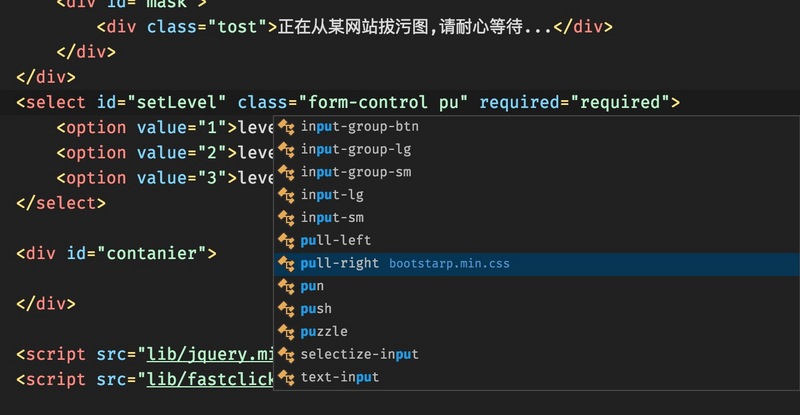 <div id="mask">
<div class="tost">正在从某网站拔污图,请耐心等待...</div>
</div>
</div>
<select id="setLevel" class="form-control pu" required="required">
<option value="1">leve
<option value="2">leve
<option value="3">leve
</select>
<div id="contanier">
</div>
<script src="lib/jquery.mi
<script src="lib/fastclick
input-group-btn
input-group-lg
input-group-sm
input-lg
input-sm
pull-left
pull-right bootstarp.min.css
pun
push
puzzle
selectize-input
text-input